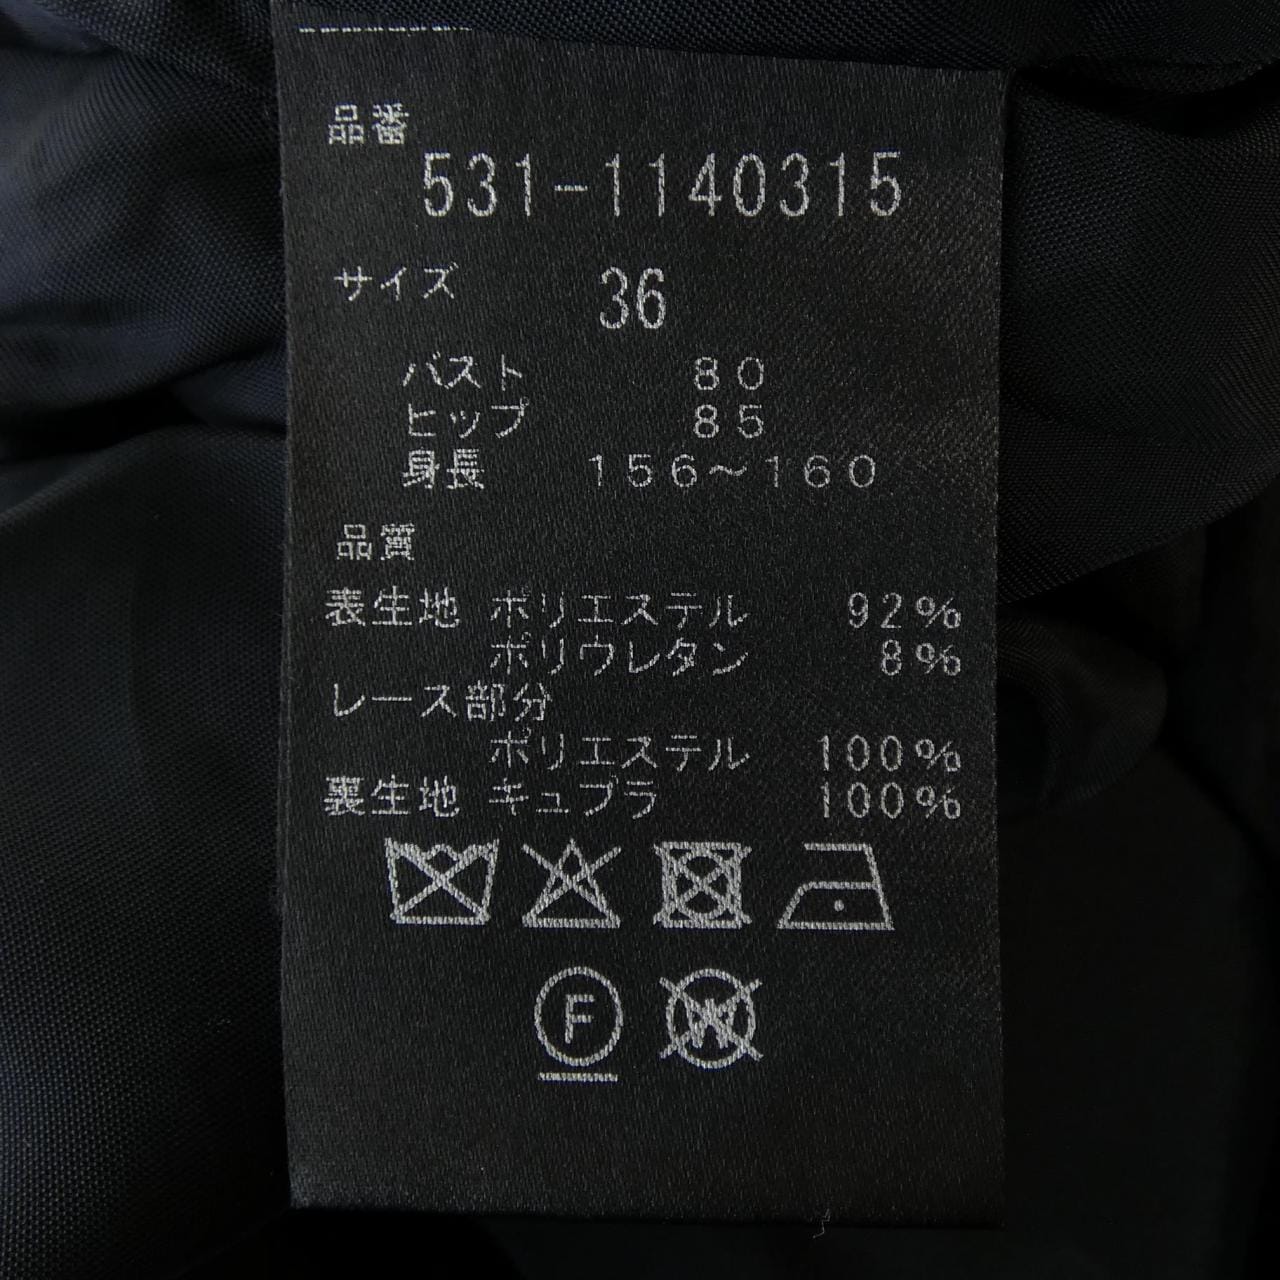 品番
531-1140315
サイズ 36
バスト 80
ヒップ 85
身長 156～160
品質
表生地 ポリエステル 92%
ポリウレタン 8%
レース部分
ポリエステル 100%
裏生地 キュプラ 100%
F W